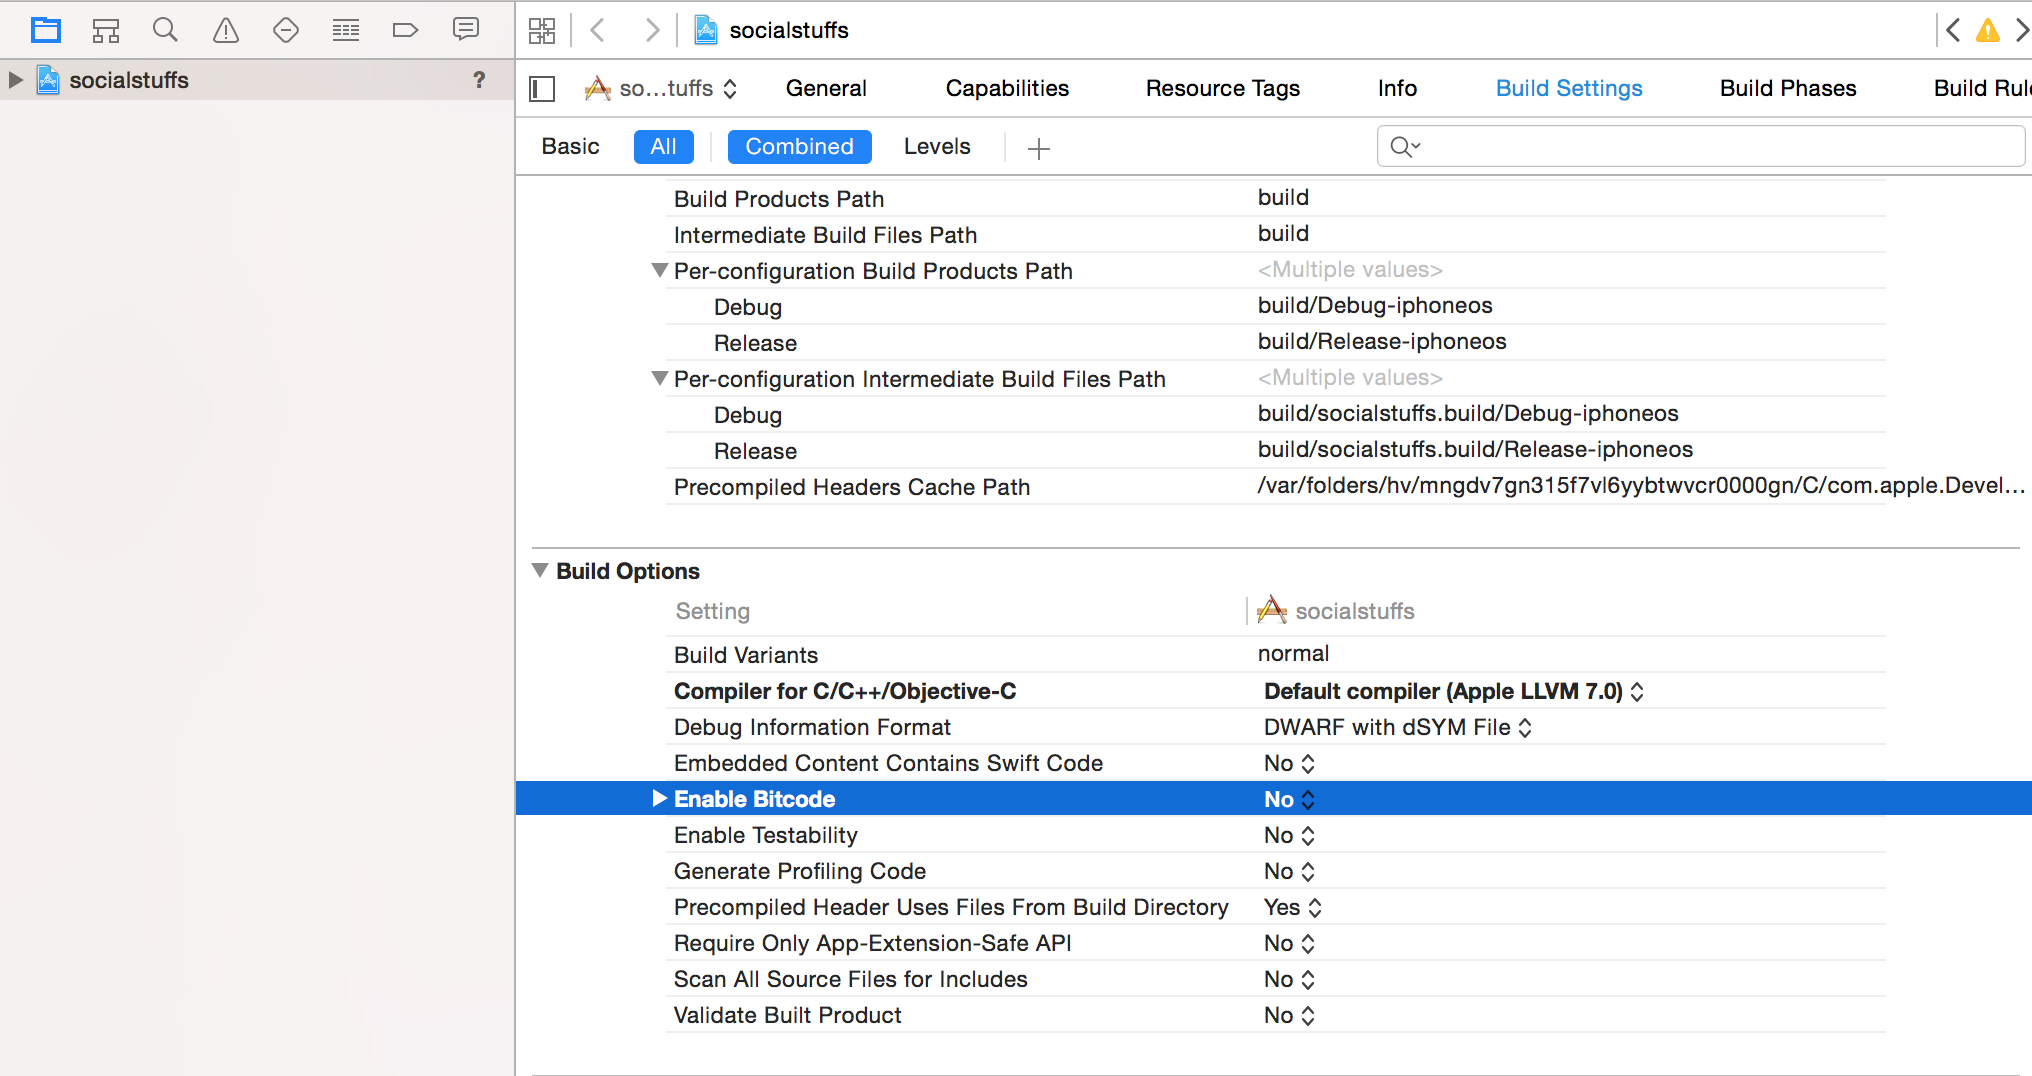 socialstuffs
socialstuffs ?
so...tuffs General Capabilities Resource Tags Info Build Settings Build Phases Build Rul
Basic All Combined Levels
Build Products Path build
Intermediate Build Files Path build
Per-configuration Build Products Path <Multiple values>
Debug build/Debug-iphoneos
Release build/Release-iphoneos
Per-configuration Intermediate Build Files Path <Multiple values>
Debug build/socialstuffs.build/Debug-iphoneos
Release build/socialstuffs.build/Release-iphoneos
Precompiled Headers Cache Path /var/folders/hv/mngdv7gn315f7vl6yybtwvcr0000gn/C/com.apple.Devel...
Build Options
Setting socialstuffs
Build Variants normal
Compiler for C/C++/Objective-C Default compiler (Apple LLVM 7.0)
Debug Information Format DWARF with dSYM File
Embedded Content Contains Swift Code No
Enable Bitcode No
Enable Testability No
Generate Profiling Code No
Precompiled Header Uses Files From Build Directory Yes
Require Only App-Extension-Safe API No
Scan All Source Files for Includes No
Validate Built Product No